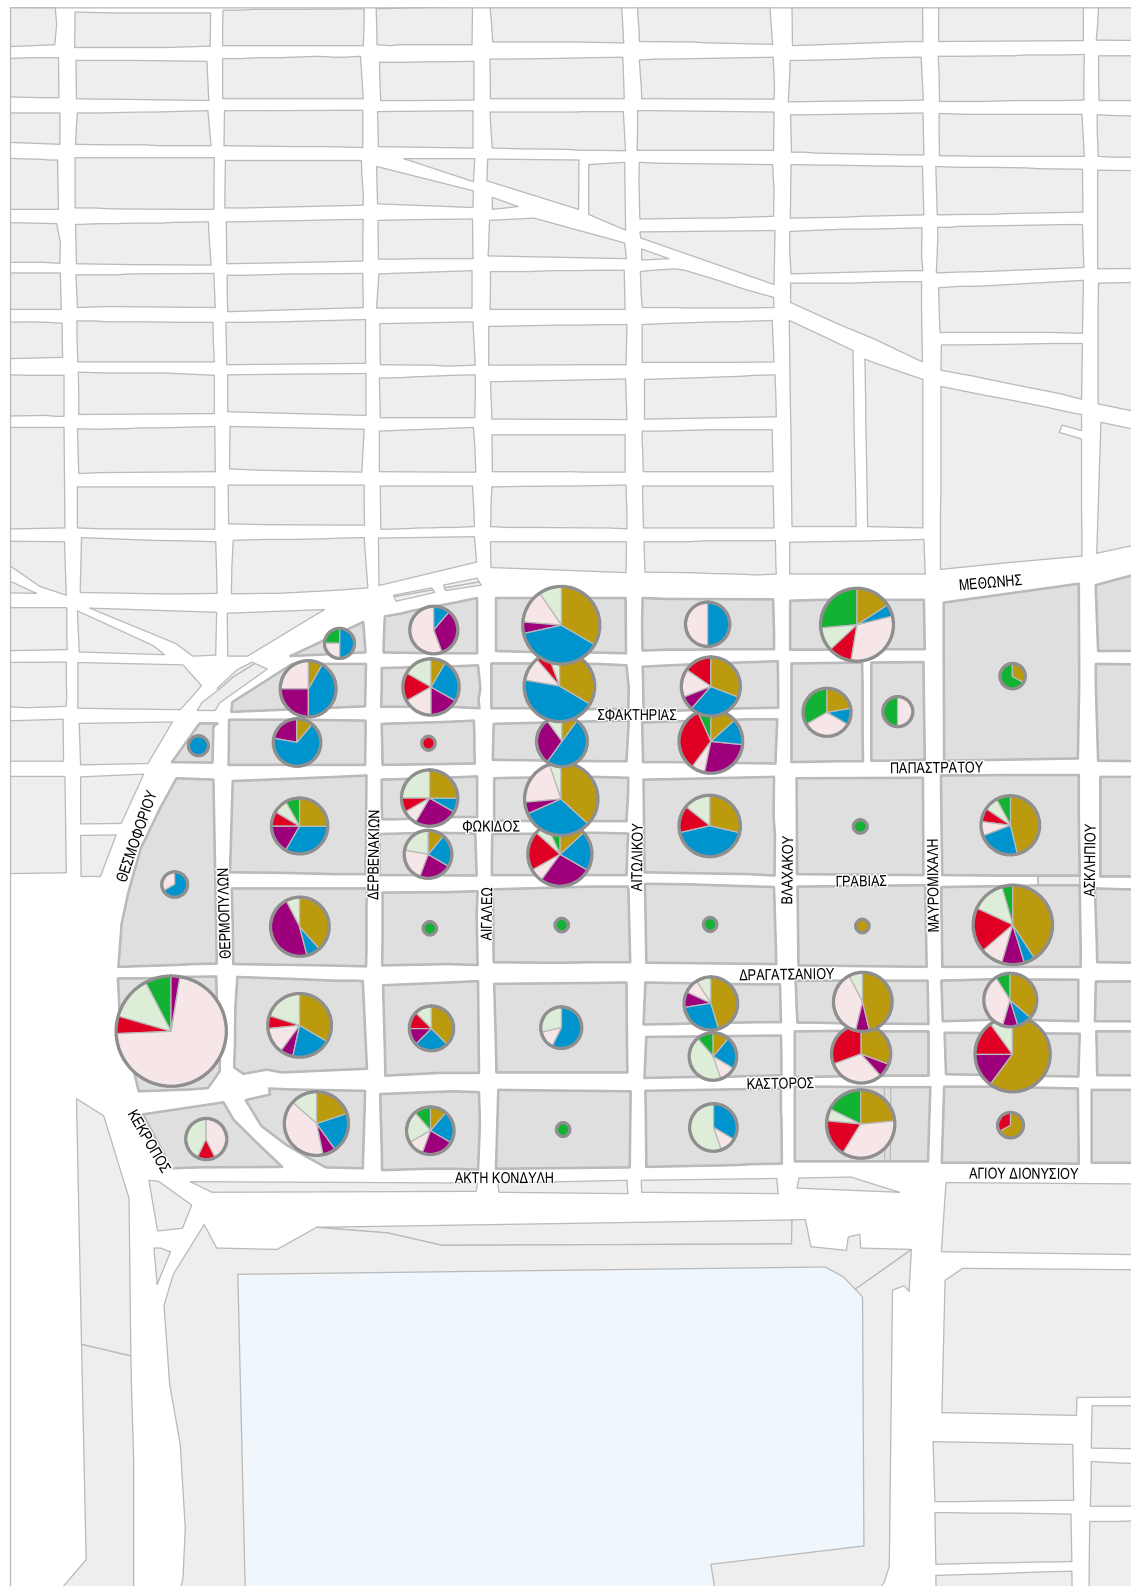 ΜΕΘΩΝΗΣ
ΣΦΑΚΤΗΡΙΑΣ
ΠΑΠΑΣΤΡΑΤΟΥ
ΘΕΣΜΟΦΟΡΙΟΥ
ΦΩΚΙΔΟΣ
ΔΕΡΒΕΝΑΚΙΩΝ
ΑΙΤΩΛΙΚΟΥ
ΒΛΑΧΑΚΟΥ
ΓΡΑΒΙΑΣ
ΜΑΥΡΟΜΙΧΑΛΗ
ΑΣΚΛΗΠΙΟΥ
ΘΕΡΜΟΠΥΛΩΝ
ΑΙΓΑΛΕΩ
ΔΡΑΓΑΤΣΑΝΙΟΥ
ΚΑΣΤΟΡΟΣ
ΚΕΚΡΟΠΟΣ
ΑΚΤΗ ΚΟΝΔΥΛΗ
ΑΓΙΟΥ ΔΙΟΝΥΣΙΟΥ